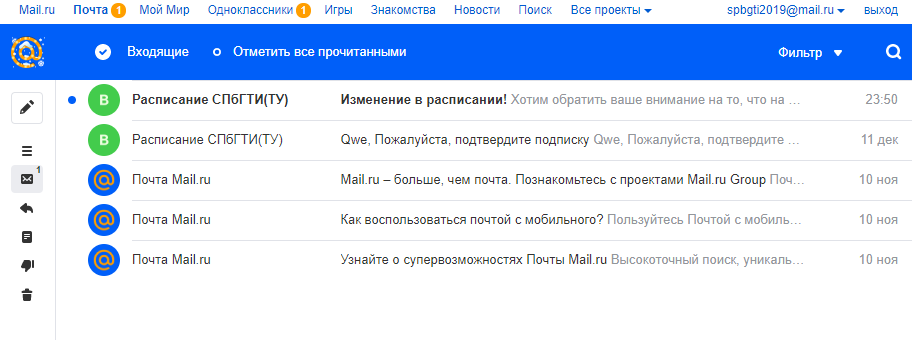 Mail.ru Почта 1 Мой Мир Одноклассники 1 Игры Знакомства Новости Поиск Все проекты spbgti2019@mail.ru выход
Входящие Отметить все прочитанными Фильтр
В Расписание СПбГТИ(ТУ) Изменение в расписании! Хотим обратить ваше внимание на то, что на ... 23:50
В Расписание СПбГТИ(ТУ) Qwe, Пожалуйста, подтвердите подписку Qwe, Пожалуйста, подтвердите ... 11 дек
1
Почта Mail.ru Mail.ru – больше, чем почта. Познакомьтесь с проектами Mail.ru Group Поч... 10 ноя
Почта Mail.ru Как воспользоваться почтой с мобильного? Пользуйтесь Почтой с мобиль... 10 ноя
Почта Mail.ru Узнайте о супервозможностях Почты Mail.ru Высокоточный поиск, уникаль... 10 ноя